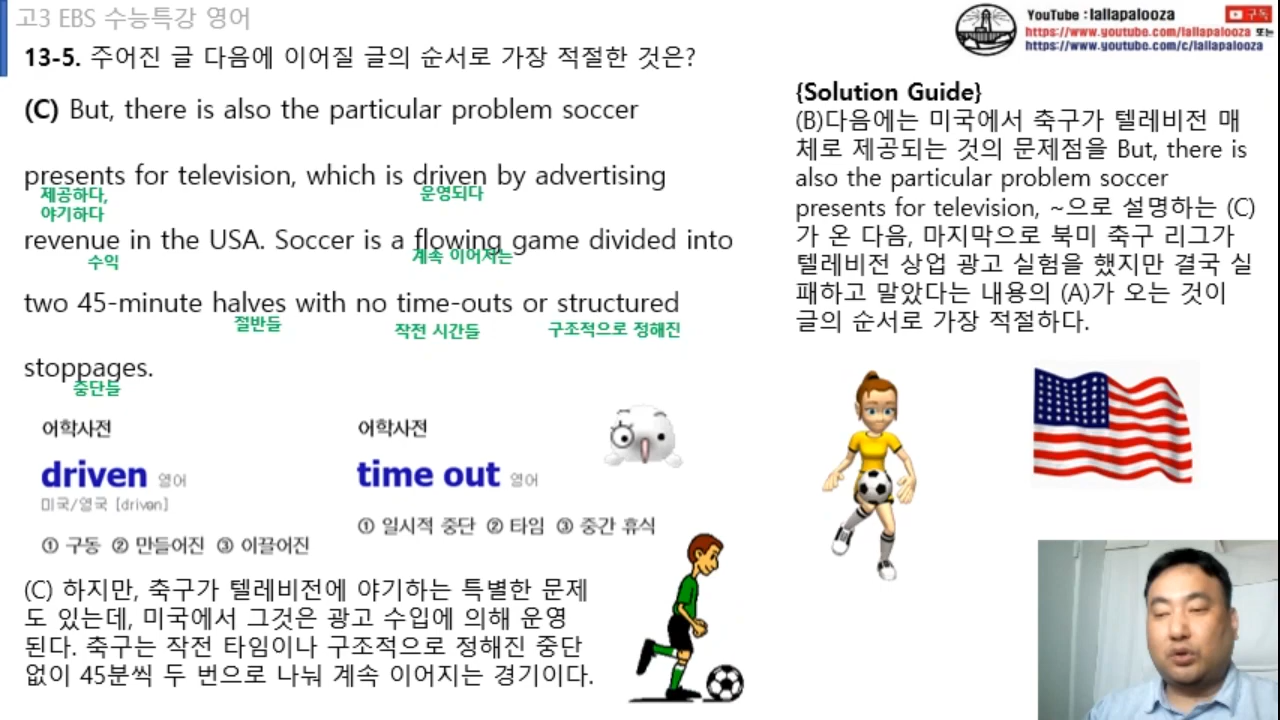 고3 EBS 수능특강 영어
YouTube : lallapalooza
구독
https://www.youtube.com/lallapalooza 또는
https://www.youtube.com/c/lallapalooza
13-5. 주어진 글 다음에 이어질 글의 순서로 가장 적절한 것은?
(C) But, there is also the particular problem soccer
presents for television, which is driven by advertising
제공하다,
야기하다
운영되다
revenue in the USA. Soccer is a flowing game divided into
수익
계속 이어지는
two 45-minute halves with no time-outs or structured
절반들
작전 시간들
구조적으로 정해진
stoppages.
중단들
어학사전
driven 영어
미국/영국 [drívən]
① 구동 ② 만들어진 ③ 이끌어진
어학사전
time out 영어
① 일시적 중단 ② 타임 ③ 중간 휴식
(C) 하지만, 축구가 텔레비전에 야기하는 특별한 문제
도 있는데, 미국에서 그것은 광고 수입에 의해 운영
된다. 축구는 작전 타임이나 구조적으로 정해진 중단
없이 45분씩 두 번으로 나눠 계속 이어지는 경기이다.
{Solution Guide}
(B)다음에는 미국에서 축구가 텔레비전 매
체로 제공되는 것의 문제점을 But, there is
also the particular problem soccer
presents for television, ~으로 설명하는 (C)
가 온 다음, 마지막으로 북미 축구 리그가
텔레비전 상업 광고 실험을 했지만 결국 실
패하고 말았다는 내용의 (A)가 오는 것이
글의 순서로 가장 적절하다.